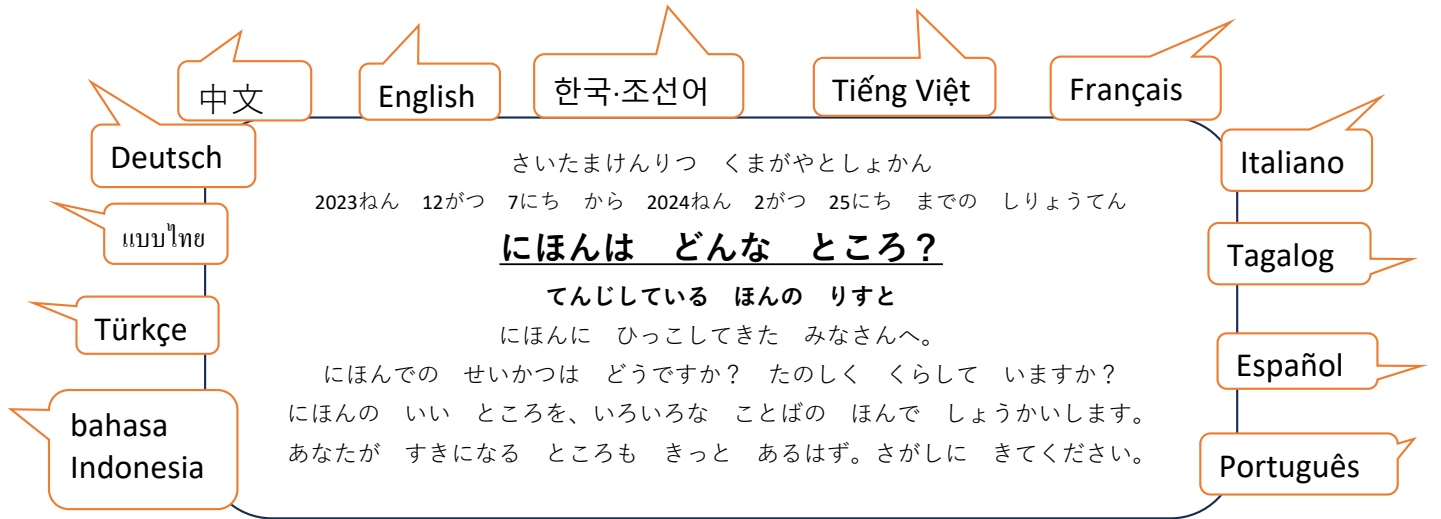 中文
English
한국·조선어
Tiếng Việt
Français
Deutsch
แบบไทย
Türkçe
bahasa
Indonesia
さいたまけんりつ　くまがやとしょかん
2023ねん　12がつ　7にち　から　2024ねん　2がつ　25にち　までの　しりょうてん
にほんは　どんな　ところ？
てんじしている　ほんの　りすと
にほんに　ひっこしてきた　みなさんへ。
にほんでの　せいかつは　どうですか？　たのしく　くらして　いますか？
にほんの　いい　ところを、いろいろな　ことばの　ほんで　しょうかいします。
あなたが　すきになる　ところも　きっと　あるはず。さがしに　きてください。
Italiano
Tagalog
Español
Português